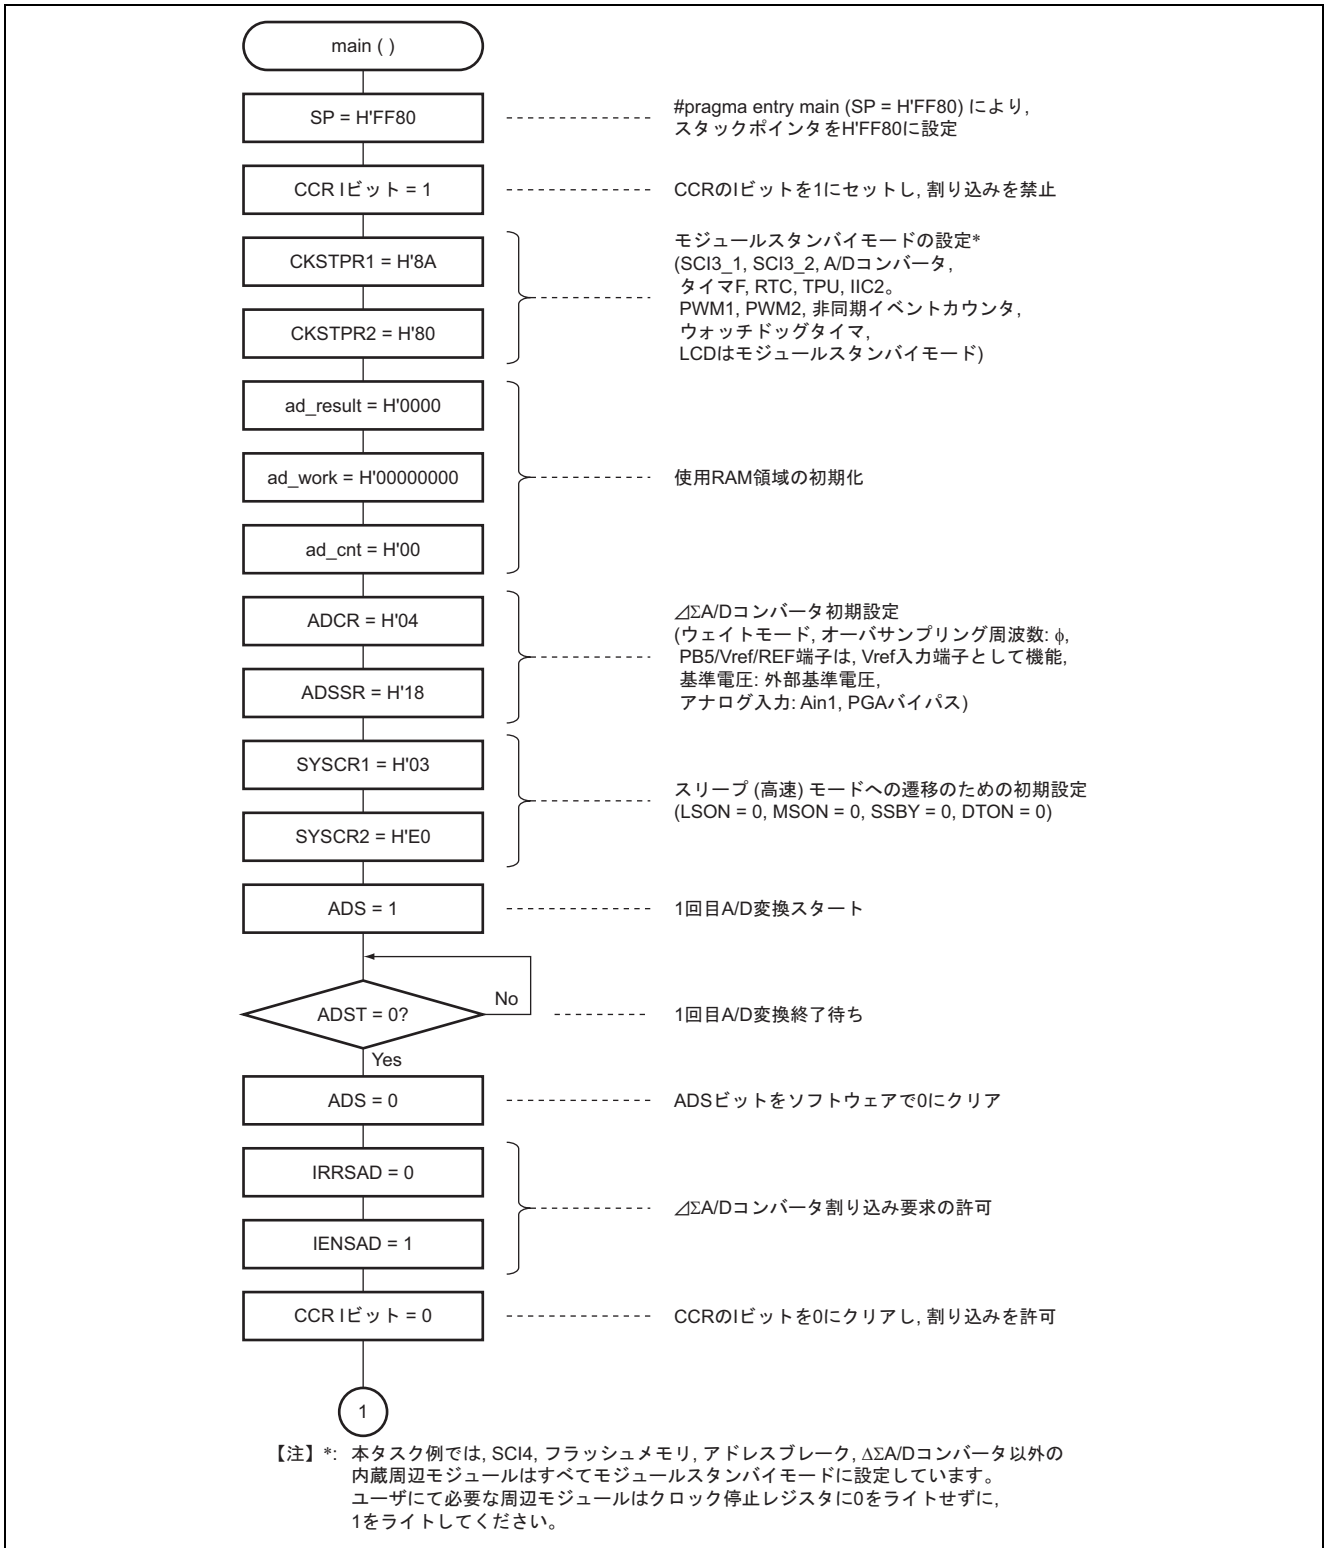 main ( )
SP = H'FF80
#pragma entry main (SP = H'FF80) により,
スタックポインタをH'FF80に設定
CCR Iビット = 1
CCRのIビットを1にセットし, 割り込みを禁止
CKSTPR1 = H'8A
CKSTPR2 = H'80
モジュールスタンバイモードの設定*
(SCI3_1, SCI3_2, A/Dコンバータ,
タイマF, RTC, TPU, IIC2。
PWM1, PWM2, 非同期イベントカウンタ,
ウォッチドッグタイマ,
LCDはモジュールスタンバイモード)
ad_result = H'0000
ad_work = H'00000000
ad_cnt = H'00
使用RAM領域の初期化
ADCR = H'04
ADSSR = H'18
⊿ΣA/Dコンバータ初期設定
(ウェイトモード, オーバサンプリング周波数: φ,
PB5/Vref/REF端子は, Vref入力端子として機能,
基準電圧: 外部基準電圧,
アナログ入力: Ain1, PGAバイパス)
SYSCR1 = H'03
SYSCR2 = H'E0
スリープ (高速) モードへの遷移のための初期設定
(LSON = 0, MSON = 0, SSBY = 0, DTON = 0)
ADS = 1
1回目A/D変換スタート
ADST = 0?
No
1回目A/D変換終了待ち
Yes
ADS = 0
ADSビットをソフトウェアで0にクリア
IRRSAD = 0
IENSAD = 1
⊿ΣA/Dコンバータ割り込み要求の許可
CCR Iビット = 0
CCRのIビットを0にクリアし, 割り込みを許可
1
【注】*: 本タスク例では, SCI4, フラッシュメモリ, アドレスブレーク, ΔΣA/Dコンバータ以外の
内蔵周辺モジュールはすべてモジュールスタンバイモードに設定しています。
ユーザにて必要な周辺モジュールはクロック停止レジスタに0をライトせずに,
1をライトしてください。